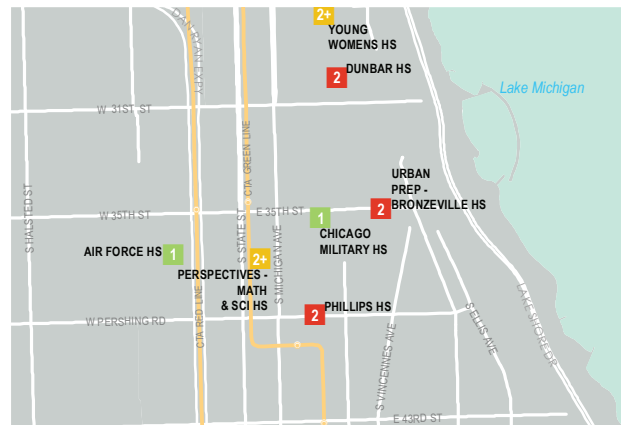 2+
YOUNG
WOMENS HS
DAN RYAN EXPY
2
DUNBAR HS
Lake Michigan
W 31ST ST
CTA GREEN LINE
URBAN
PREP -
BRONZEVILLE HS
2
S HALSTED ST
W 35TH ST
E 35TH ST
1
CHICAGO
MILITARY HS
S STATE ST
S MICHIGAN AVE
AIR FORCE HS
1
2+
PERSPECTIVES -
MATH
& SCI HS
2
PHILLIPS HS
W PERSHING RD
CTA RED LINE
S VINCENNES AVE
S ELLIS AVE
LAKE SHORE DR
E 43RD ST